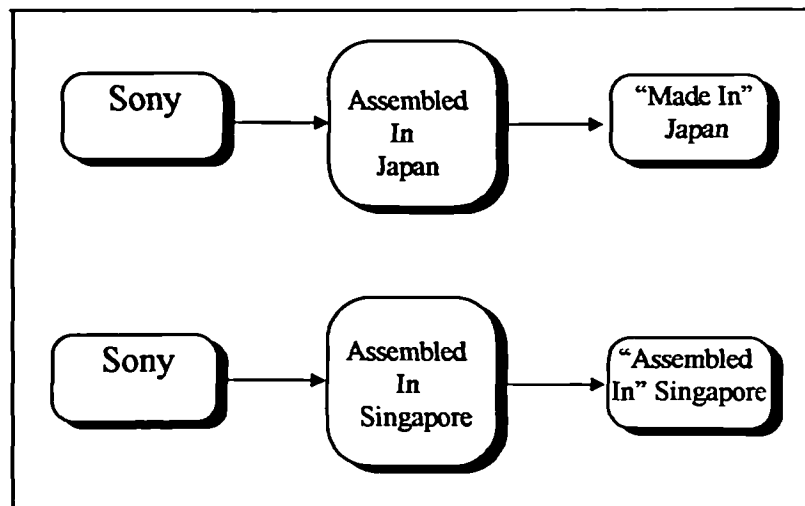 Sony
Assembled
In
Japan
“Made In”
Japan
Sony
Assembled
In
Singapore
“Assembled
In” Singapore